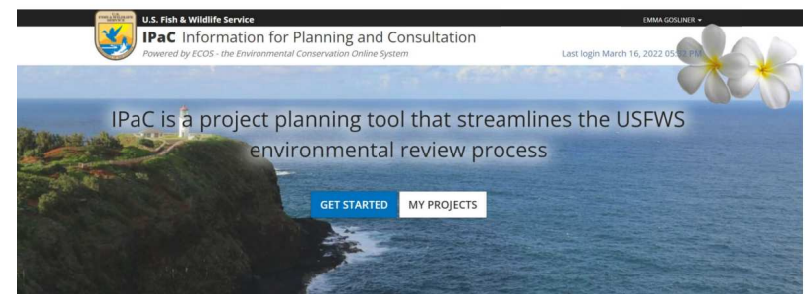 U.S. Fish & Wildlife Service
EMMA GOSLINER
IPaC Information for Planning and Consultation
Powered by ECOS - the Environmental Conservation Online System
Last login March 16, 2022 05: PM
IPaC is a project planning tool that streamlines the USFWS
environmental review process
GET STARTED
MY PROJECTS